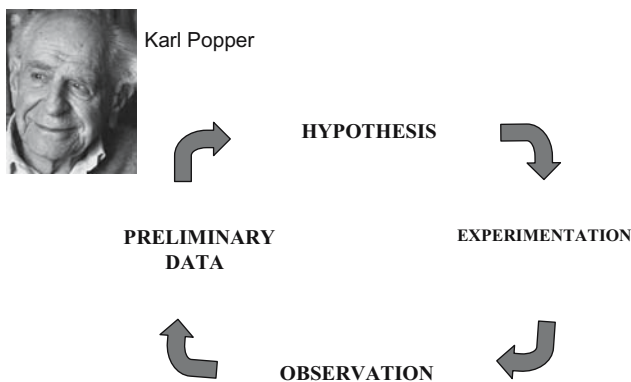 Karl Popper
HYPOTHESIS
PRELIMINARY
DATA
EXPERIMENTATION
OBSERVATION